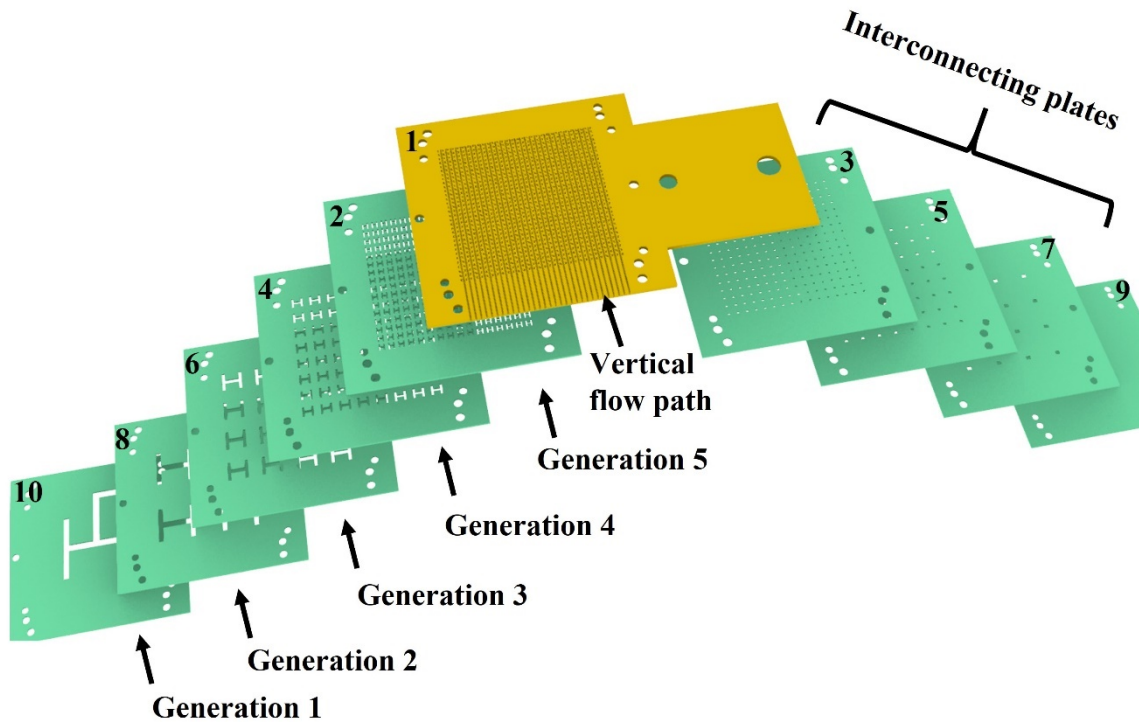 Interconnecting plates
1
2
3
4
5
6
7
8
9
10
Vertical
flow path
Generation 5
Generation 4
Generation 3
Generation 2
Generation 1